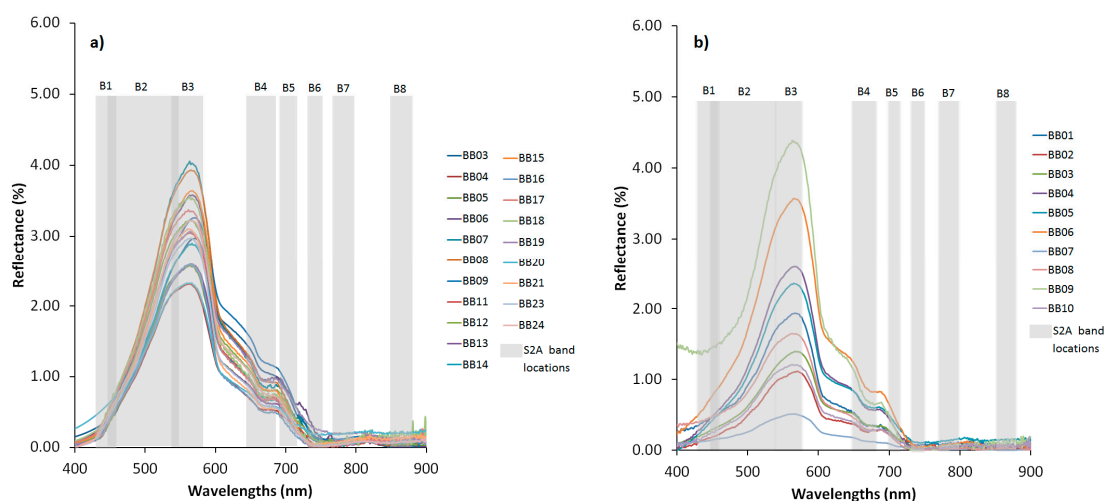 a)
6.00
5.00
4.00
3.00
2.00
1.00
0.00
Reflectance (%)
B1 B2 B3 B4 B5 B6 B7 B8
400 500 600 700 800 900
Wavelengths (nm)
BB03 BB15
BB04 BB16
BB05 BB17
BB06 BB18
BB07 BB19
BB08 BB20
BB09 BB21
BB11 BB23
BB12 BB24
BB13 S2A band
BB14 locations
b)
6.00
5.00
4.00
3.00
2.00
1.00
0.00
Reflectance (%)
B1 B2 B3 B4 B5 B6 B7 B8
400 500 600 700 800 900
Wavelengths (nm)
BB01
BB02
BB03
BB04
BB05
BB06
BB07
BB08
BB09
BB10
S2A band
locations